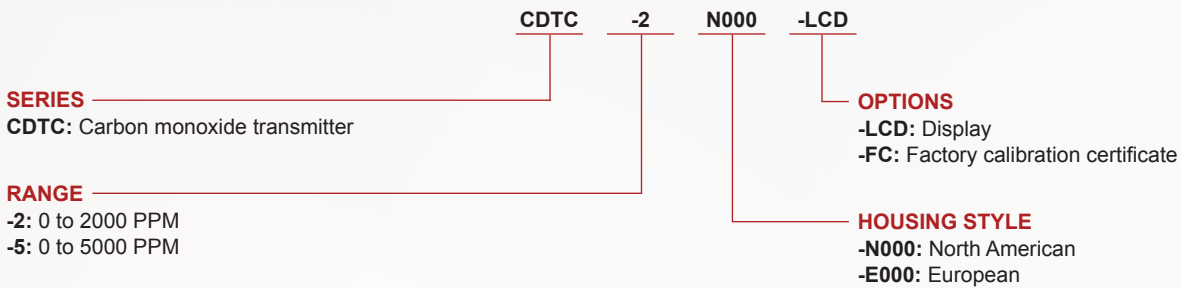 CDTC -2 N000 -LCD
SERIES
CDTC: Carbon monoxide transmitter
RANGE
-2: 0 to 2000 PPM
-5: 0 to 5000 PPM
OPTIONS
-LCD: Display
-FC: Factory calibration certificate
HOUSING STYLE
-N000: North American
-E000: European